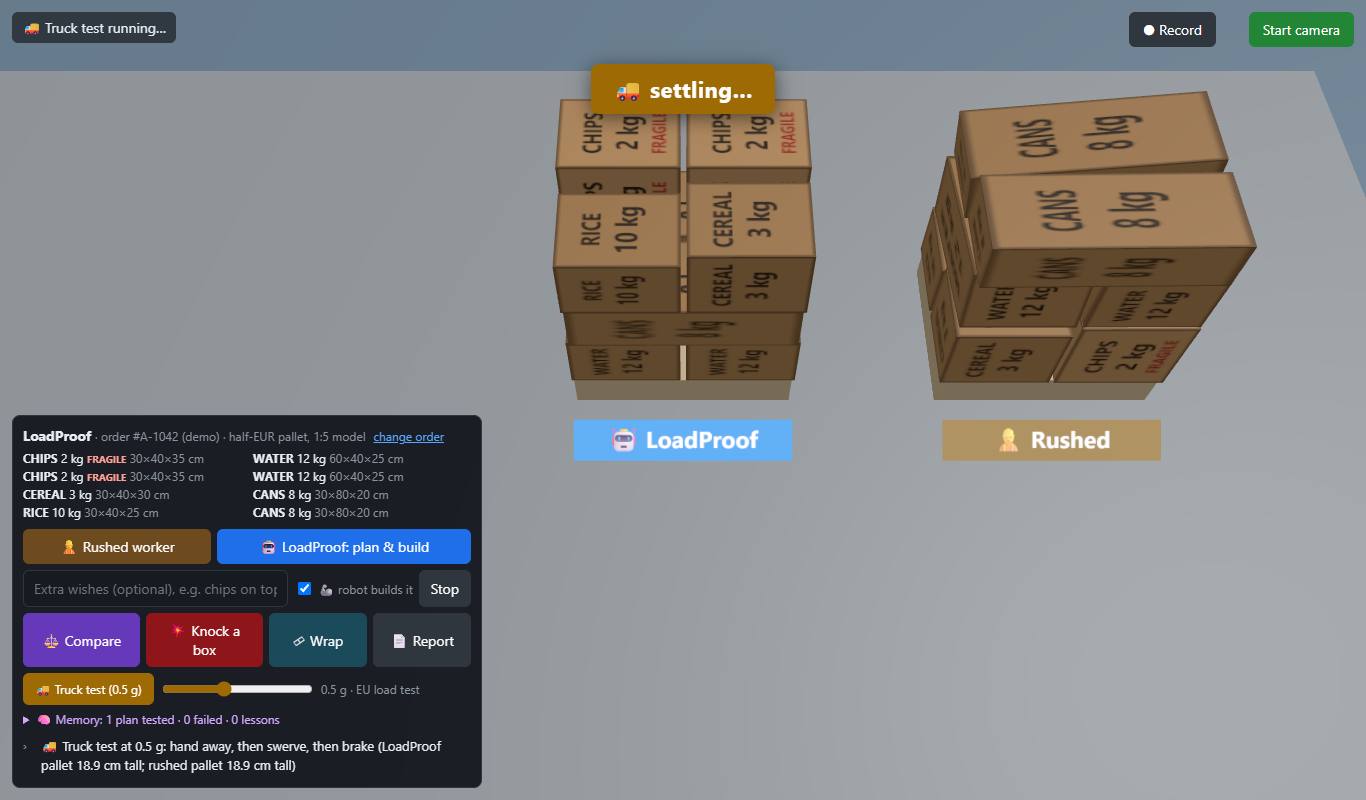 🚚 Truck test running...
Record
Start camera
🚚 settling...
CHIPS 2 kg FRAGILE
CHIPS 2 kg FRAGILE
RICE 10 kg
CEREAL 3 kg
RICE 10 kg
CEREAL 3 kg
CANS 8 kg
WATER 12 kg
WATER 12 kg
CANS 8 kg
CANS 8 kg
CANS 8 kg
WATER 12 kg
WATER 12 kg
CEREAL 3 kg
CHIPS 2 kg FRAGILE
LoadProof
Rushed
LoadProof · order #A-1042 (demo) · half-EUR pallet, 1:5 model change order
CHIPS 2 kg FRAGILE 30×40×35 cm
WATER 12 kg 60×40×25 cm
CHIPS 2 kg FRAGILE 30×40×35 cm
WATER 12 kg 60×40×25 cm
CEREAL 3 kg 30×40×30 cm
CANS 8 kg 30×80×20 cm
RICE 10 kg 30×40×25 cm
CANS 8 kg 30×80×20 cm
Rushed worker
LoadProof: plan & build
Extra wishes (optional), e.g. chips on top
robot builds it
Stop
Compare
Knock a
box
Wrap
Report
Truck test (0.5 g)
0.5 g · EU load test
Memory: 1 plan tested · 0 failed · 0 lessons
› 🚚 Truck test at 0.5 g: hand away, then swerve, then brake (LoadProof
pallet 18.9 cm tall; rushed pallet 18.9 cm tall)